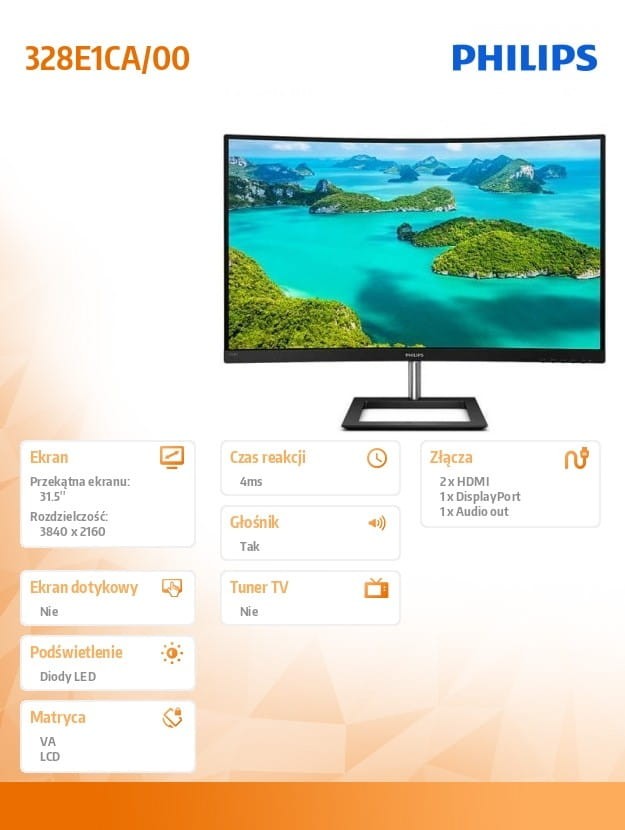 328E1CA/00
PHILIPS
PHILIPS
Ekran
Przekątna ekranu:
31.5"
Rozdzielczość:
3840 x 2160
Czas reakcji
4ms
Głośnik
Tak
Złącza
2 x HDMI
1 x DisplayPort
1 x Audio out
Ekran dotykowy
Nie
Tuner TV
Nie
Podświetlenie
Diody LED
Matryca
VA
LCD